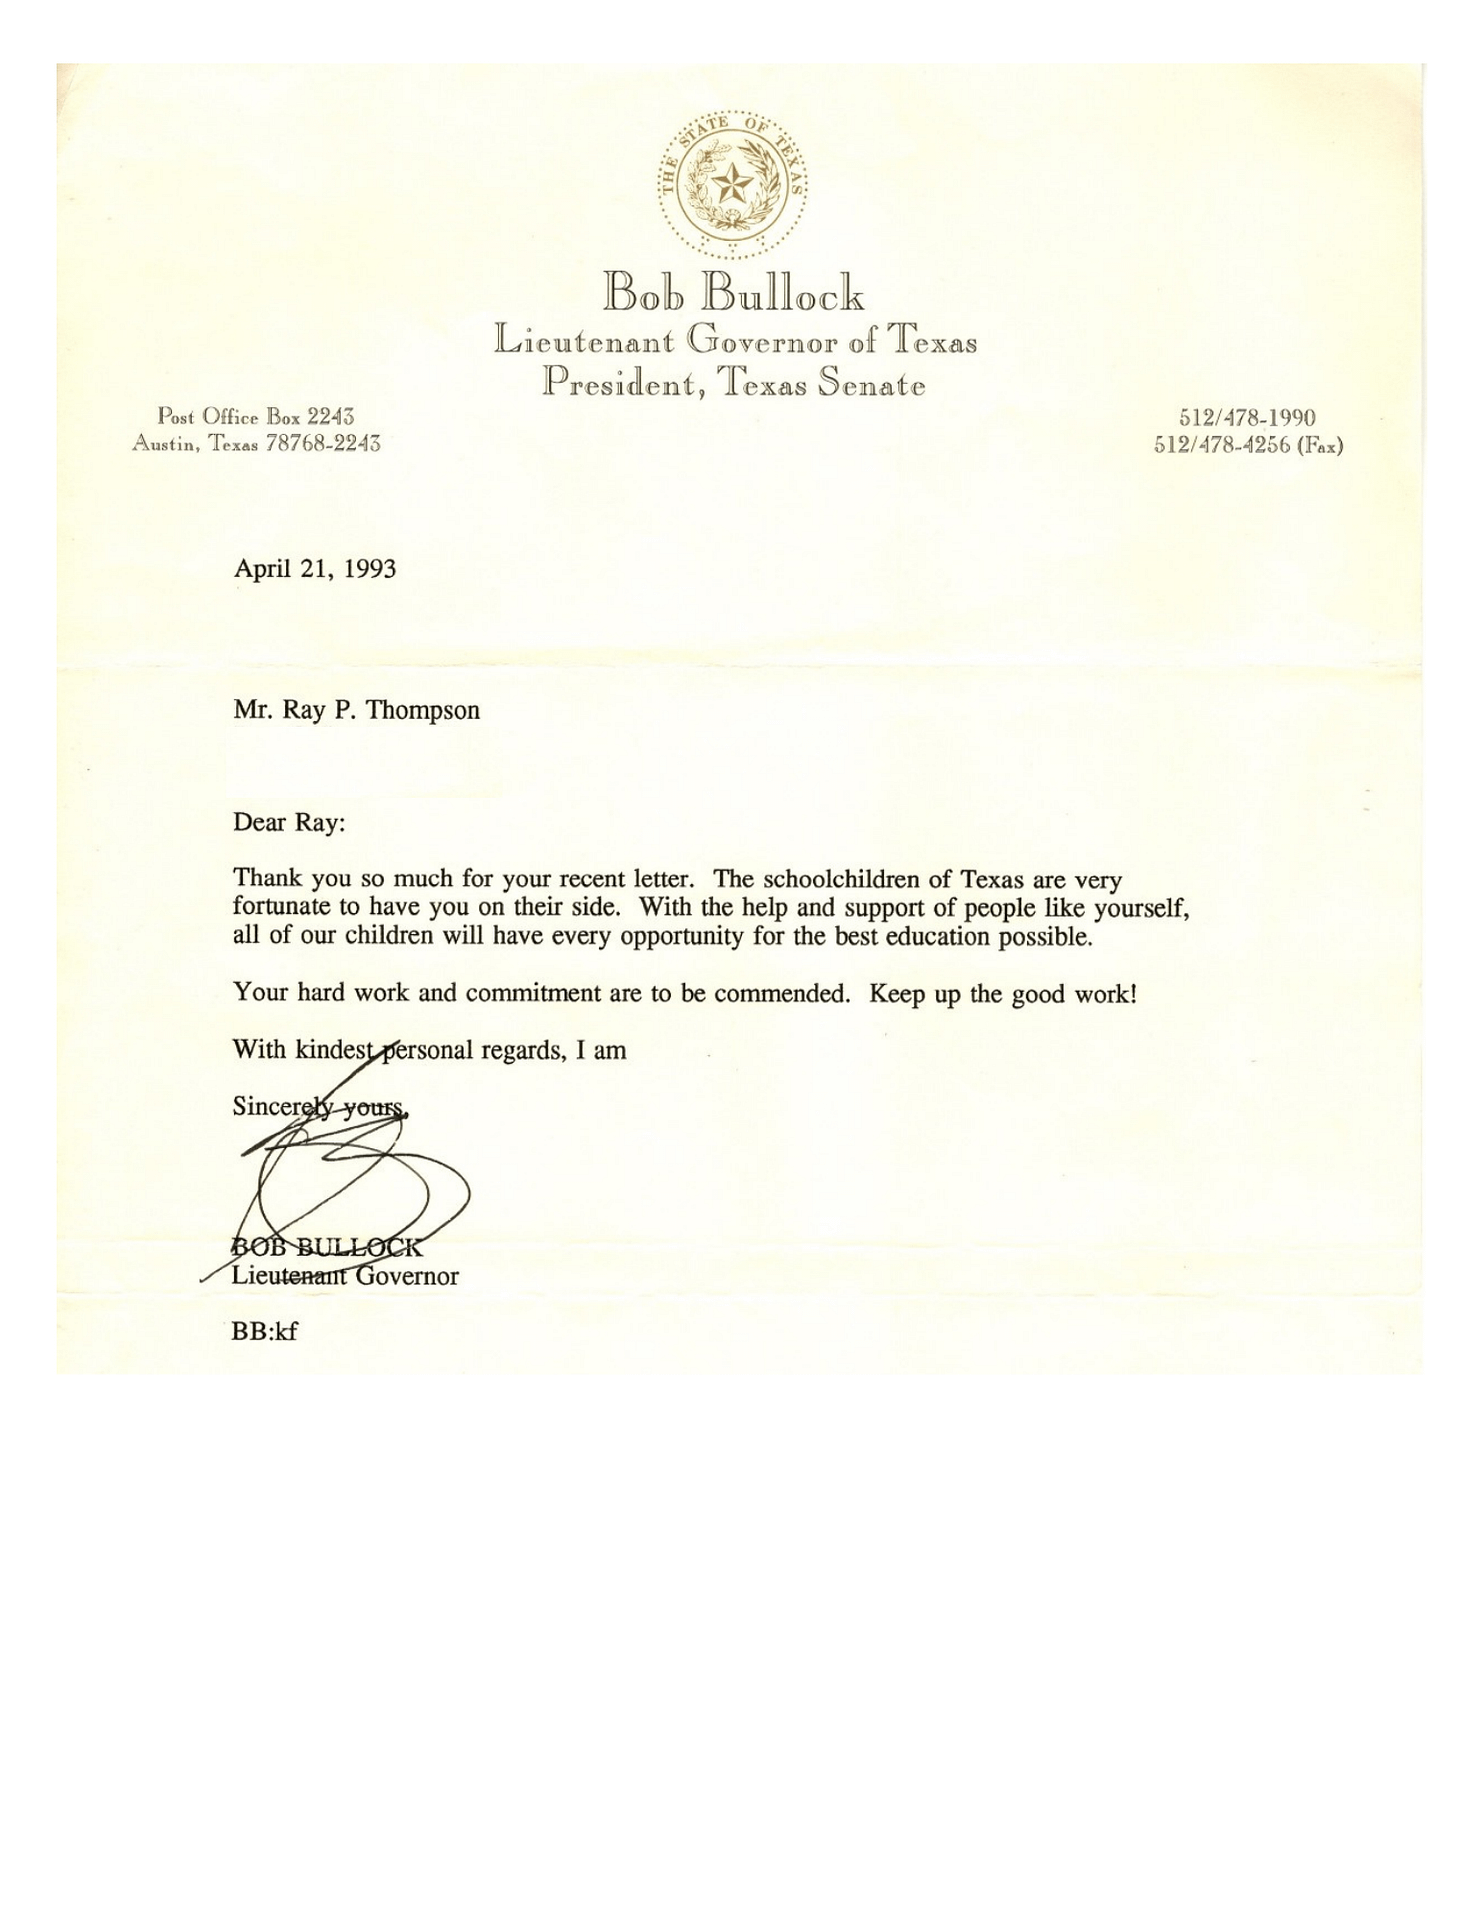 THE STATE OF TEXAS
Bob Bullock
Lieutenant Governor of Texas
President, Texas Senate
Post Office Box 2243
Austin, Texas 78768-2243
512/478-1990
512/478-4256 (Fax)
April 21, 1993
Mr. Ray P. Thompson
Dear Ray:
Thank you so much for your recent letter. The schoolchildren of Texas are very
fortunate to have you on their side. With the help and support of people like yourself,
all of our children will have every opportunity for the best education possible.
Your hard work and commitment are to be commended. Keep up the good work!
With kindest personal regards, I am
Sincerely yours,
BOB BULLOCK
Lieutenant Governor
BB:kf